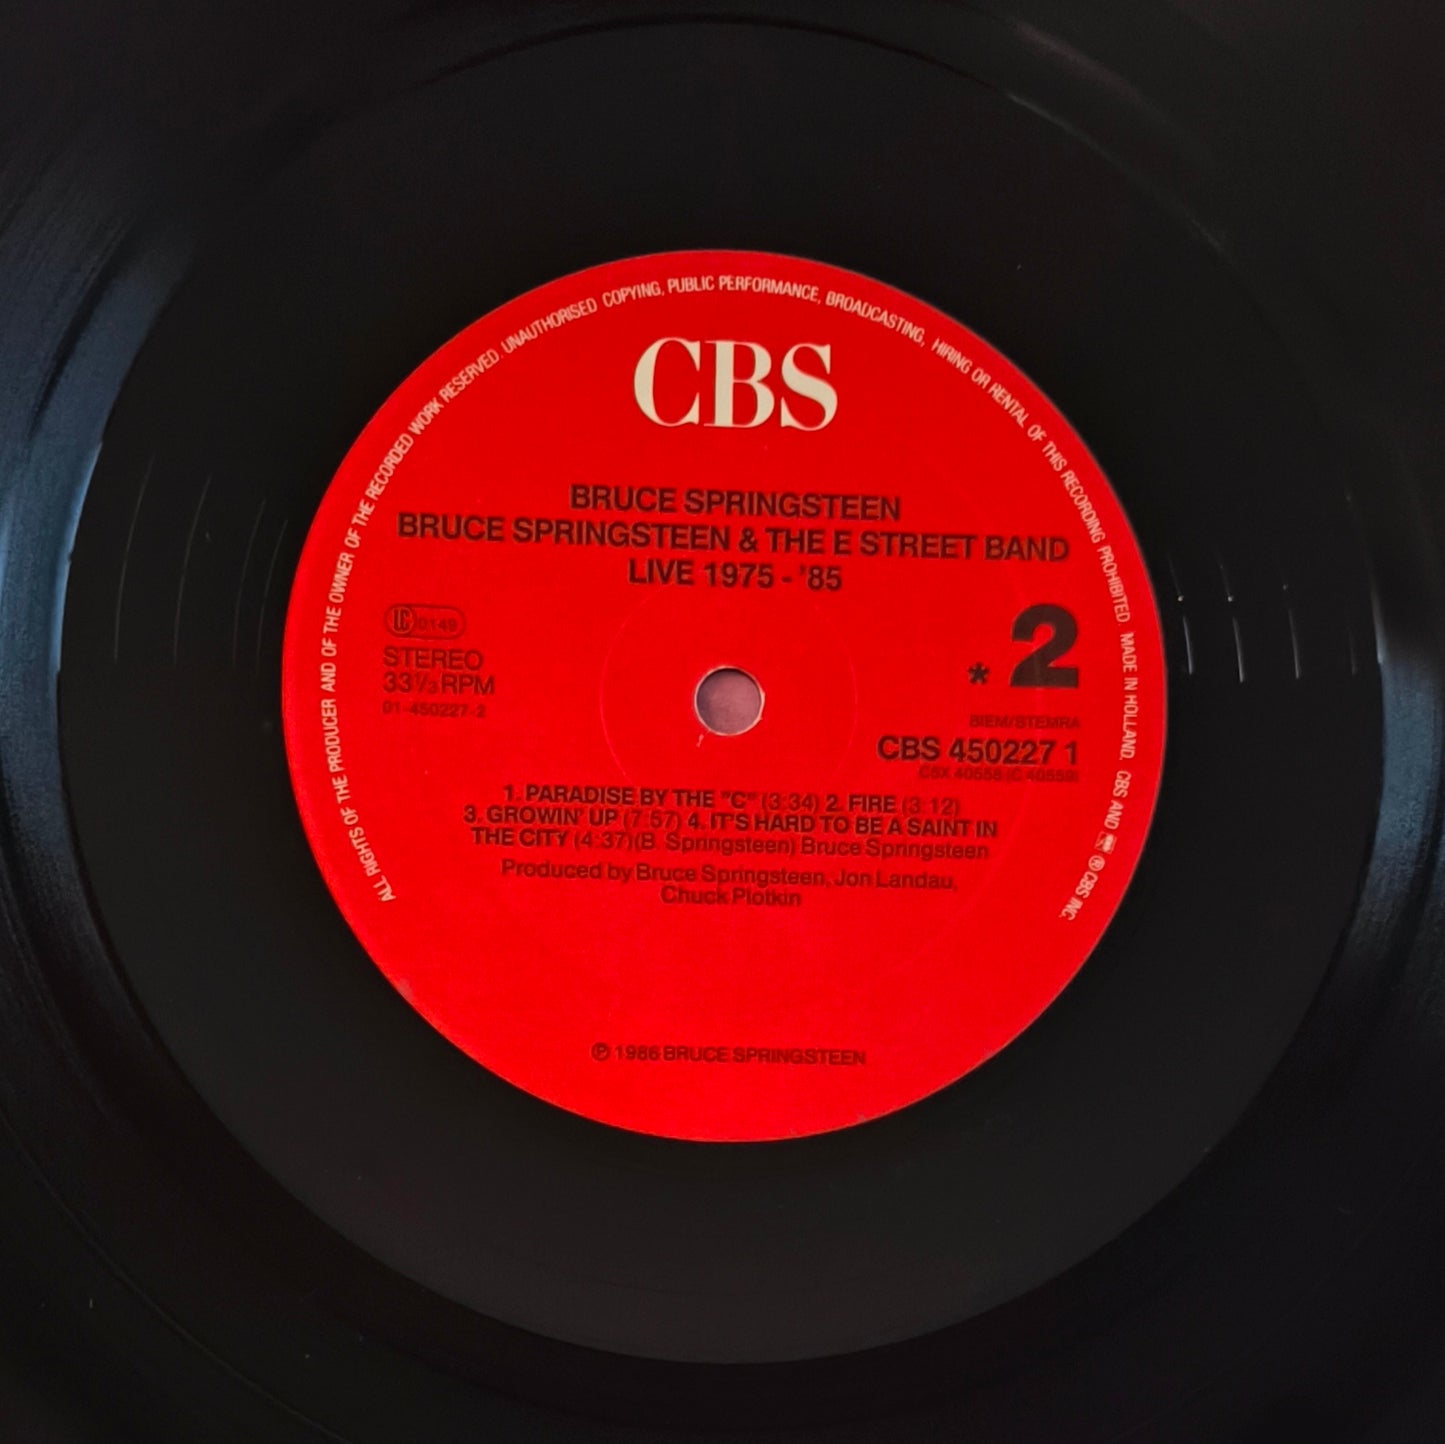 ALL RIGHTS OF THE PRODUCER AND OF THE OWNER OF THE RECORDED WORK RESERVED. UNAUTHORISED COPYING, PUBLIC PERFORMANCE, BROADCASTING, HIRING OR RENTAL OF THIS RECORDING PROHIBITED. MADE IN HOLLAND. CBS AND ℗ CBS INC.
CBS
BRUCE SPRINGSTEEN
BRUCE SPRINGSTEEN & THE E STREET BAND
LIVE 1975 - '85
LC 0149
STEREO
33⅓ RPM
01-450227-2
* 2
BIEM/STEMRA
CBS 450227 1
C5X 40558 (C 40559)
1. PARADISE BY THE "C" (3:34) 2. FIRE (3:12)
3. GROWIN' UP (7:57) 4. IT'S HARD TO BE A SAINT IN
THE CITY (4:37)(B. Springsteen) Bruce Springsteen
Produced by Bruce Springsteen, Jon Landau,
Chuck Plotkin
℗ 1986 BRUCE SPRINGSTEEN